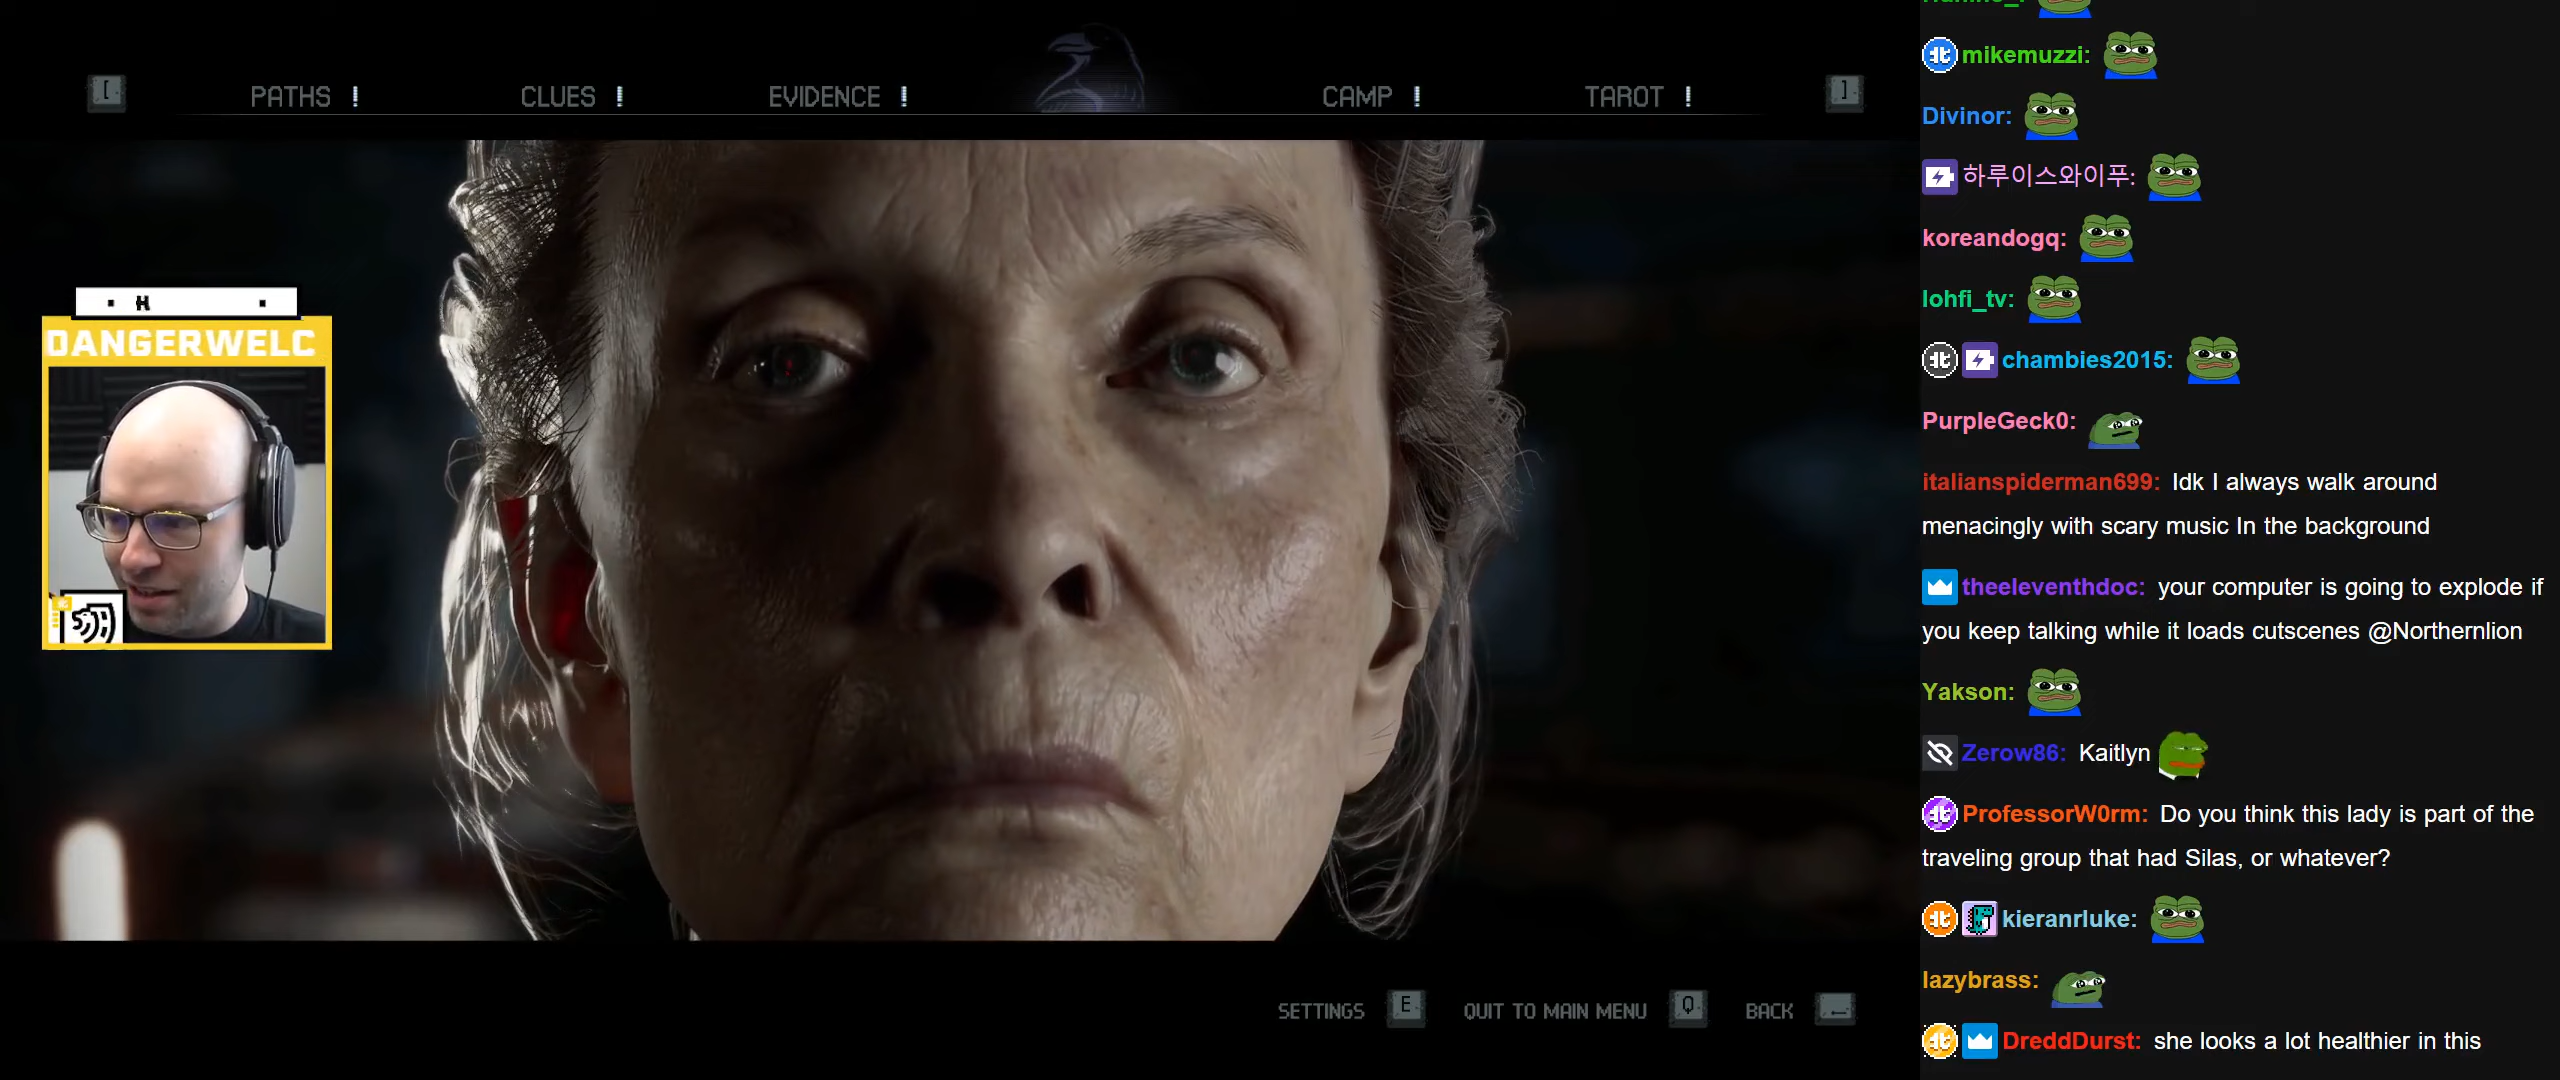 [
PATHS !
CLUES !
EVIDENCE !
CAMP !
TAROT !
]
H
DANGERWELC
SETTINGS E
QUIT TO MAIN MENU Q
BACK
mikemuzzi:
Divinor:
하루이스와이푸:
koreandogq:
lohfi_tv:
chambies2015:
PurpleGeck0:
italianspiderman699: Idk I always walk around
menacingly with scary music In the background
theeleventhdoc: your computer is going to explode if
you keep talking while it loads cutscenes @Northernlion
Yakson:
Zerow86: Kaitlyn
ProfessorW0rm: Do you think this lady is part of the
traveling group that had Silas, or whatever?
kieranrluke:
lazybrass:
DreddDurst: she looks a lot healthier in this